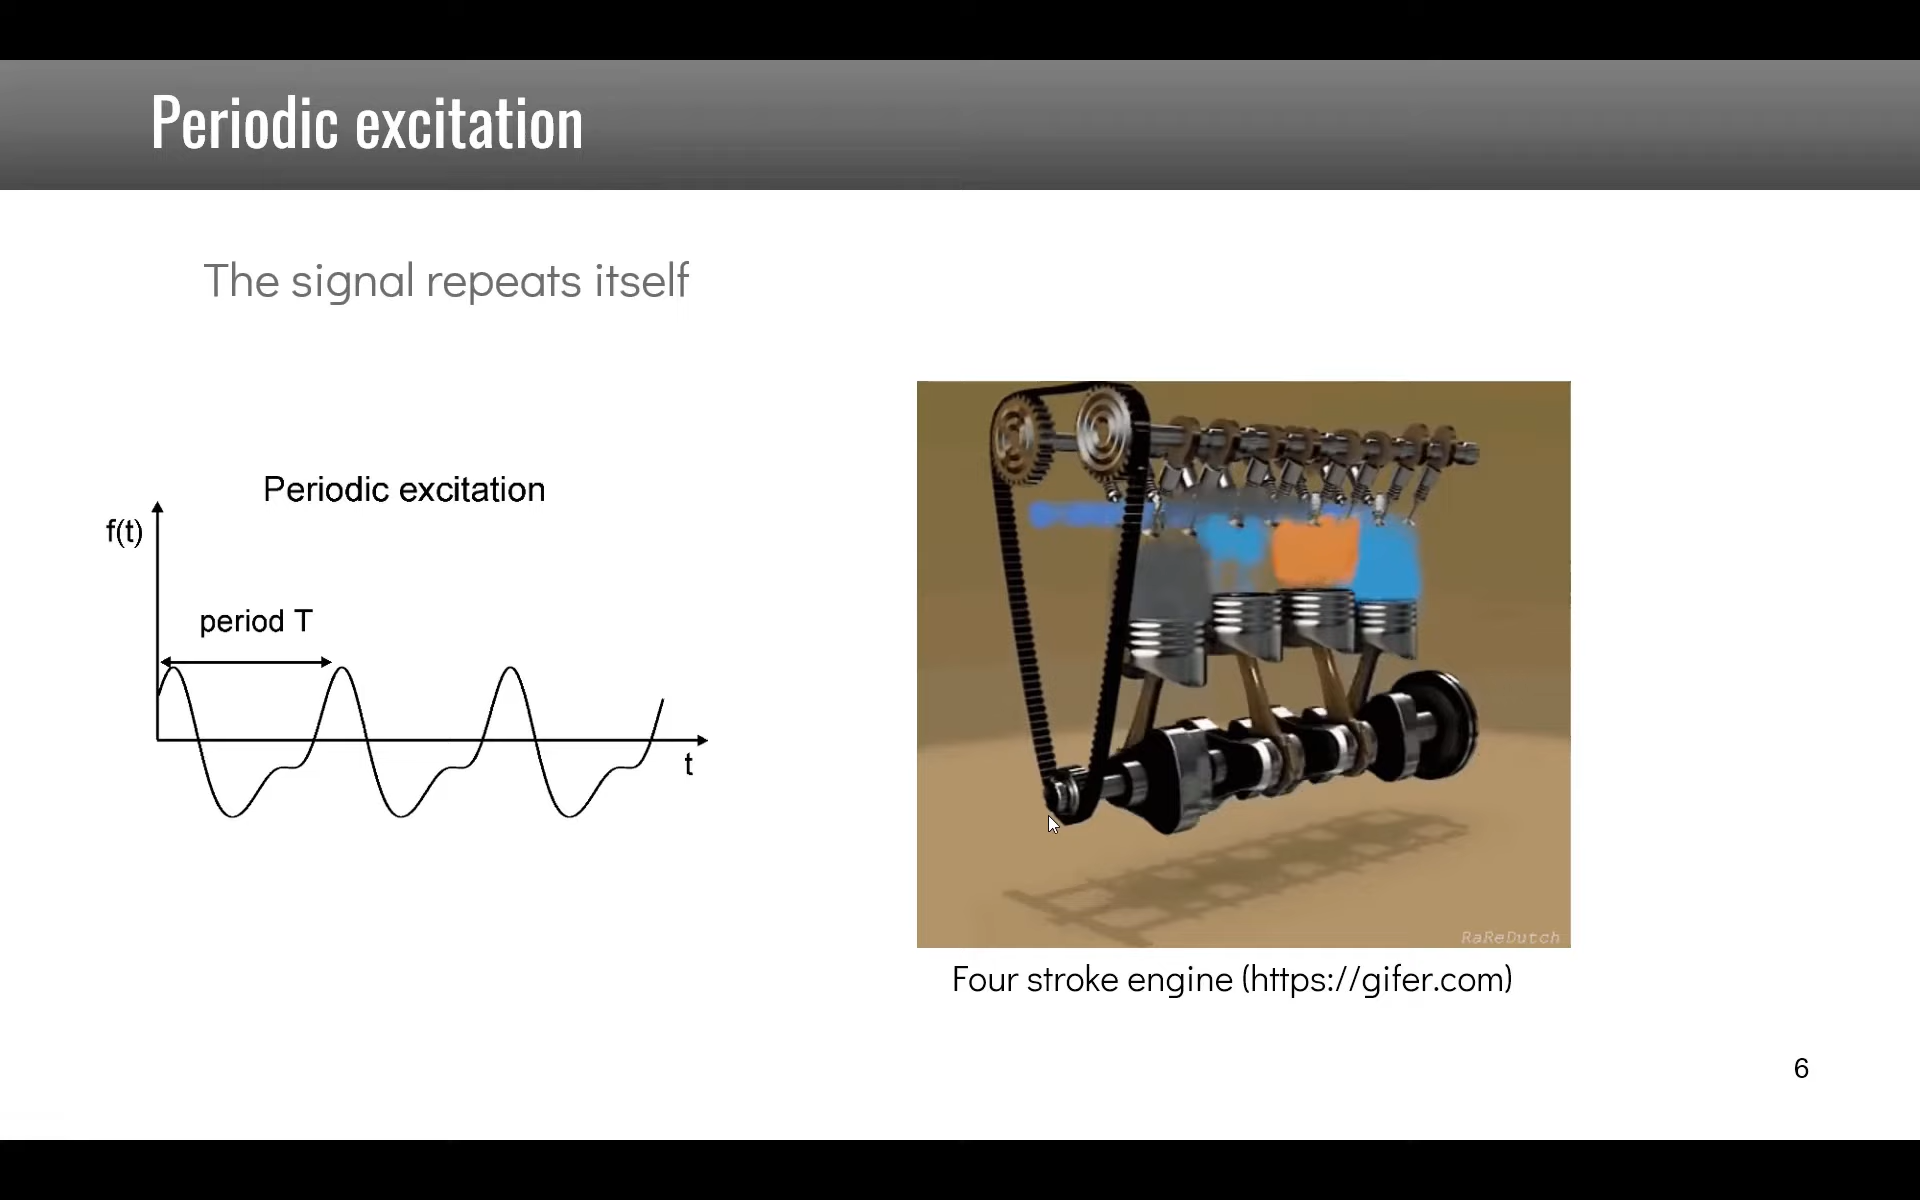 Periodic excitation
The signal repeats itself
Periodic excitation
f(t)
period T
t
RaReDutch
Four stroke engine (https://gifer.com)
6